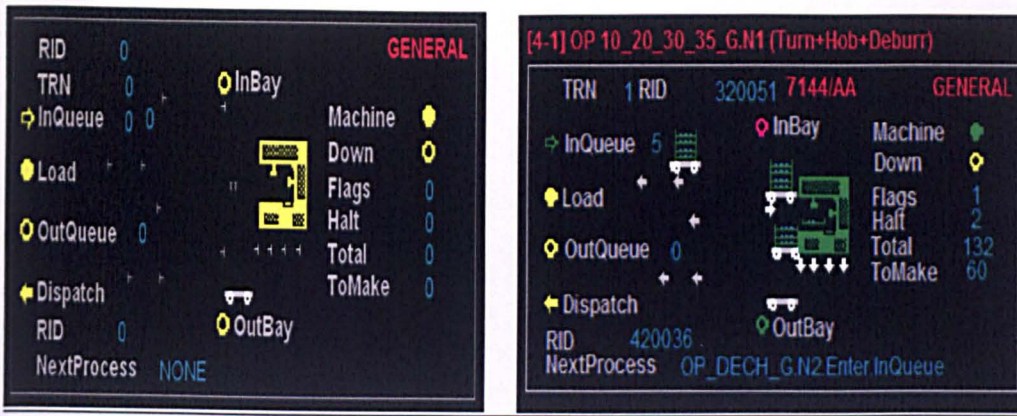 RID 0 GENERAL
TRN 0 InBay
InQueue 0 0 Machine
Load Down
Flags 0
OutQueue 0 Halt 0
Total 0
Dispatch ToMake 0
RID 0 OutBay
NextProcess NONE
[4-1] OP 10_20_30_35_G.N1 (Turn+Hob+Deburr)
TRN 1 RID 320051 7144/AA GENERAL
InQueue 5 InBay Machine
Down
Load Flags 1
Halt 2
OutQueue 0 Total 132
ToMake 60
Dispatch
RID 420036 OutBay
NextProcess OP_DECH_G.N2.Enter.InQueue